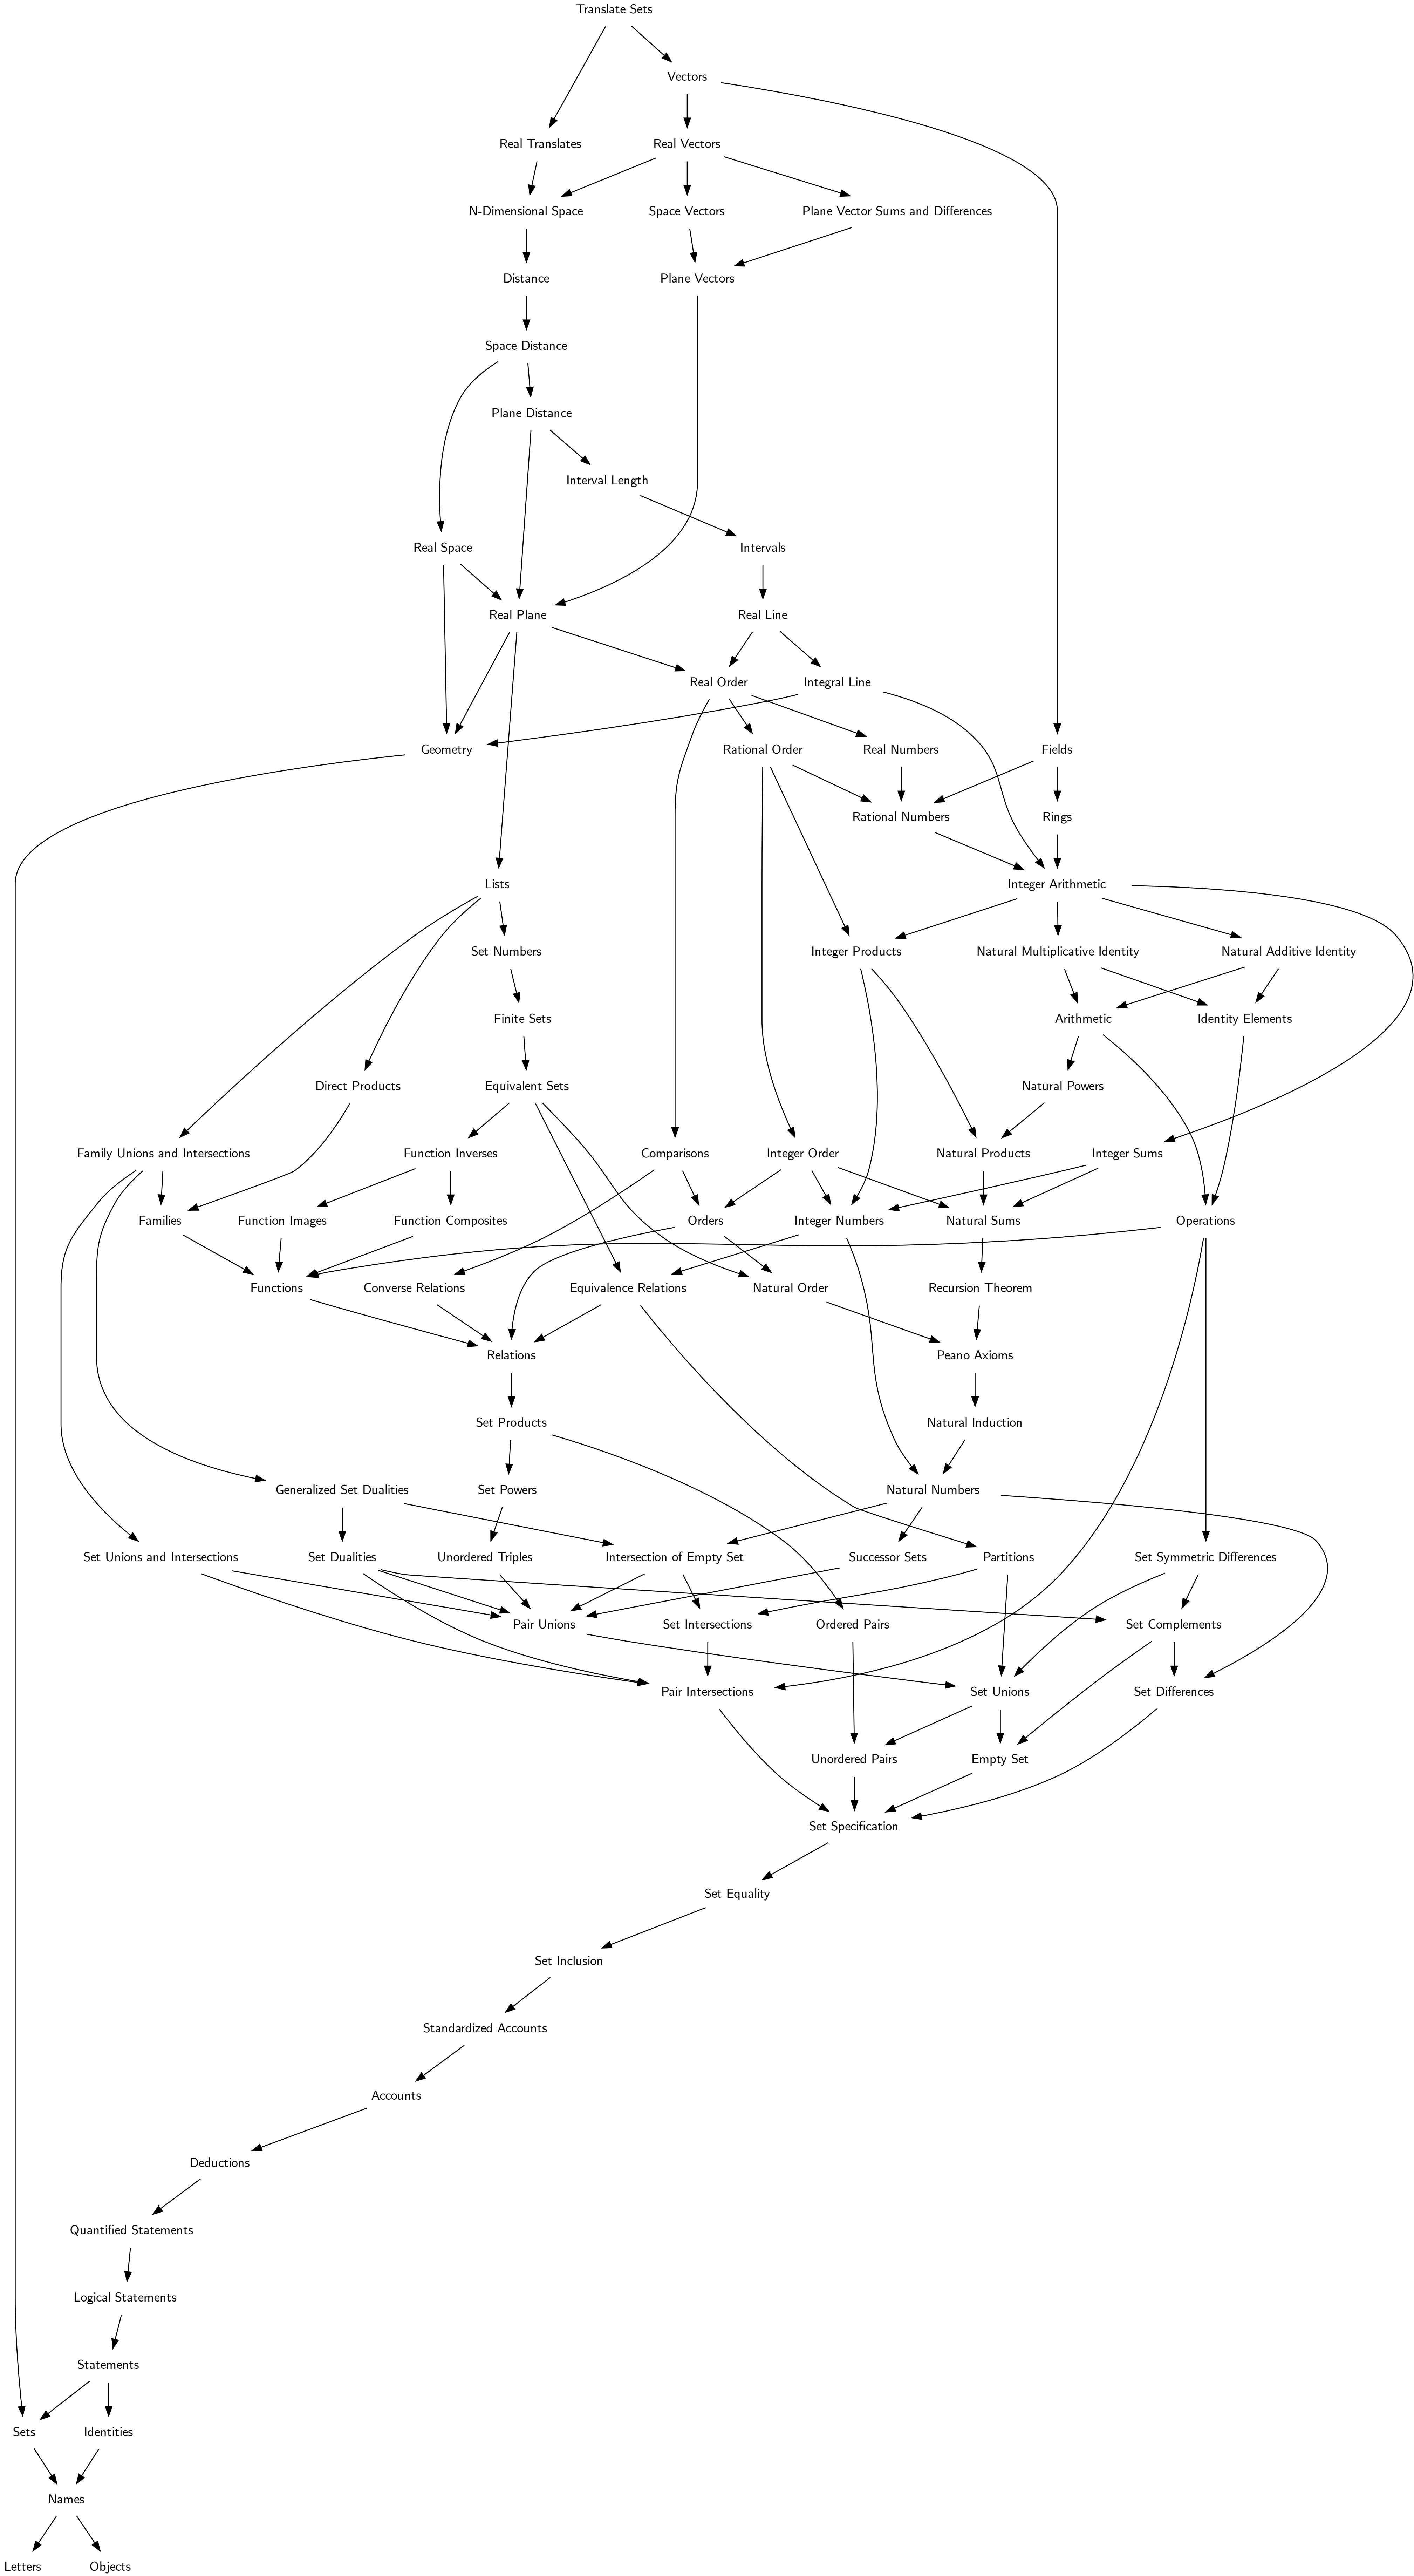 Translate Sets
Vectors
Real Translates
Real Vectors
N-Dimensional Space
Space Vectors
Plane Vector Sums and Differences
Distance
Plane Vectors
Space Distance
Plane Distance
Interval Length
Real Space
Intervals
Real Plane
Real Line
Real Order
Integral Line
Geometry
Rational Order
Real Numbers
Fields
Rational Numbers
Rings
Lists
Integer Arithmetic
Set Numbers
Integer Products
Natural Multiplicative Identity
Natural Additive Identity
Finite Sets
Arithmetic
Identity Elements
Direct Products
Equivalent Sets
Natural Powers
Family Unions and Intersections
Function Inverses
Comparisons
Integer Order
Natural Products
Integer Sums
Families
Function Images
Function Composites
Orders
Integer Numbers
Natural Sums
Operations
Functions
Converse Relations
Equivalence Relations
Natural Order
Recursion Theorem
Relations
Peano Axioms
Set Products
Natural Induction
Generalized Set Dualities
Set Powers
Natural Numbers
Set Unions and Intersections
Set Dualities
Unordered Triples
Intersection of Empty Set
Successor Sets
Partitions
Set Symmetric Differences
Pair Unions
Set Intersections
Ordered Pairs
Set Complements
Pair Intersections
Set Unions
Set Differences
Unordered Pairs
Empty Set
Set Specification
Set Equality
Set Inclusion
Standardized Accounts
Accounts
Deductions
Quantified Statements
Logical Statements
Statements
Sets
Identities
Names
Letters
Objects